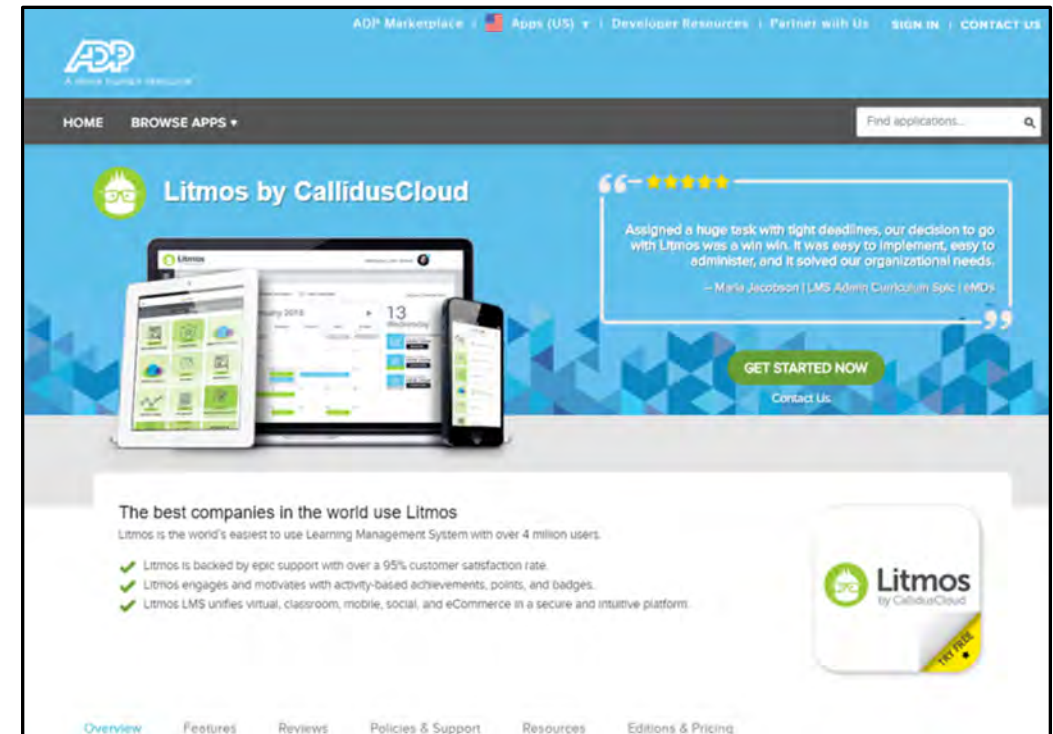 ADP Marketplace | Apps (US) ▾ | Developer Resources | Partner with Us SIGN IN | CONTACT US
ADP
A more human resource.
HOME BROWSE APPS ▾
Find applications...
Litmos by CallidusCloud
Assigned a huge task with tight deadlines, our decision to go
with Litmos was a win win. It was easy to implement, easy to
administer, and it solved our organizational needs.
– Maria Jacobson | LMS Admin Curriculum Spic | eMDs
Litmos
13
Wednesday
GET STARTED NOW
Contact Us
The best companies in the world use Litmos
Litmos is the world's easiest to use Learning Management System with over 4 million users.
Litmos is backed by epic support with over a 95% customer satisfaction rate.
Litmos engages and motivates with activity-based achievements, points, and badges.
Litmos LMS unifies virtual, classroom, mobile, social, and eCommerce in a secure and intuitive platform.
Litmos
by CallidusCloud
TRY FREE
Overview Features Reviews Policies & Support Resources Editions & Pricing